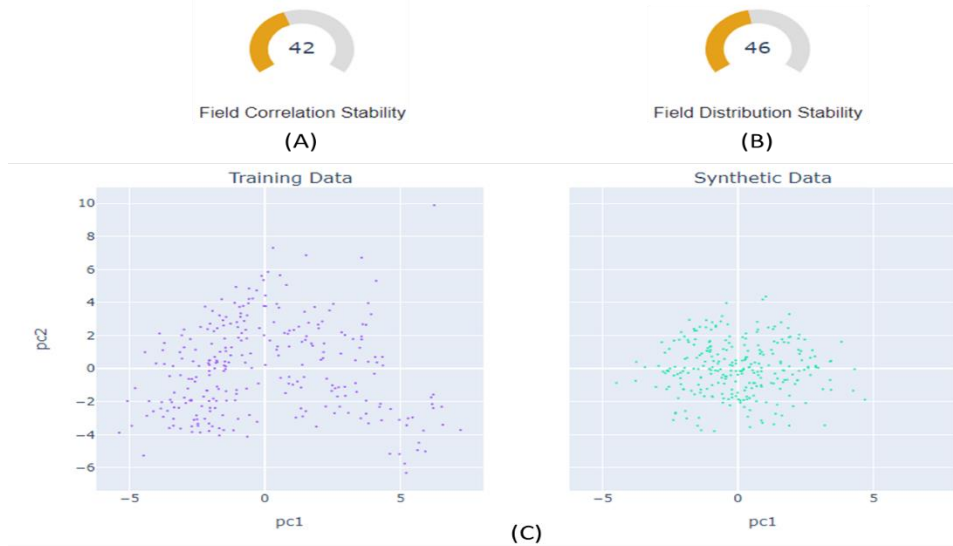 42
46
Field Correlation Stability
Field Distribution Stability
(A)
(B)
Training Data
Synthetic Data
10
8
6
4
2
0
−2
−4
−6
pc2
−5
0
5
−5
0
5
pc1
pc1
(C)